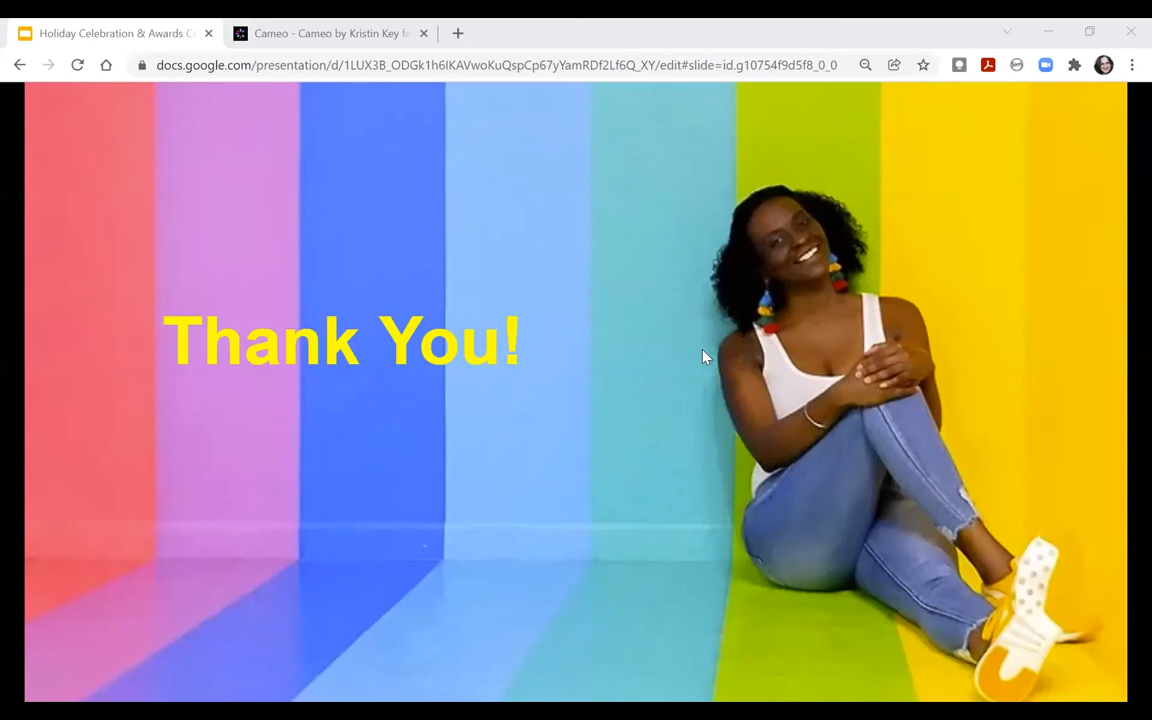 Holiday Celebration & Awards C
Cameo - Cameo by Kristin Key fo
docs.google.com/presentation/d/1LUX3B_ODGk1h6IKAVwoKuQspCp67yYamRDf2Lf6Q_XY/edit#slide=id.g10754f9d5f8_0_0
Thank You!